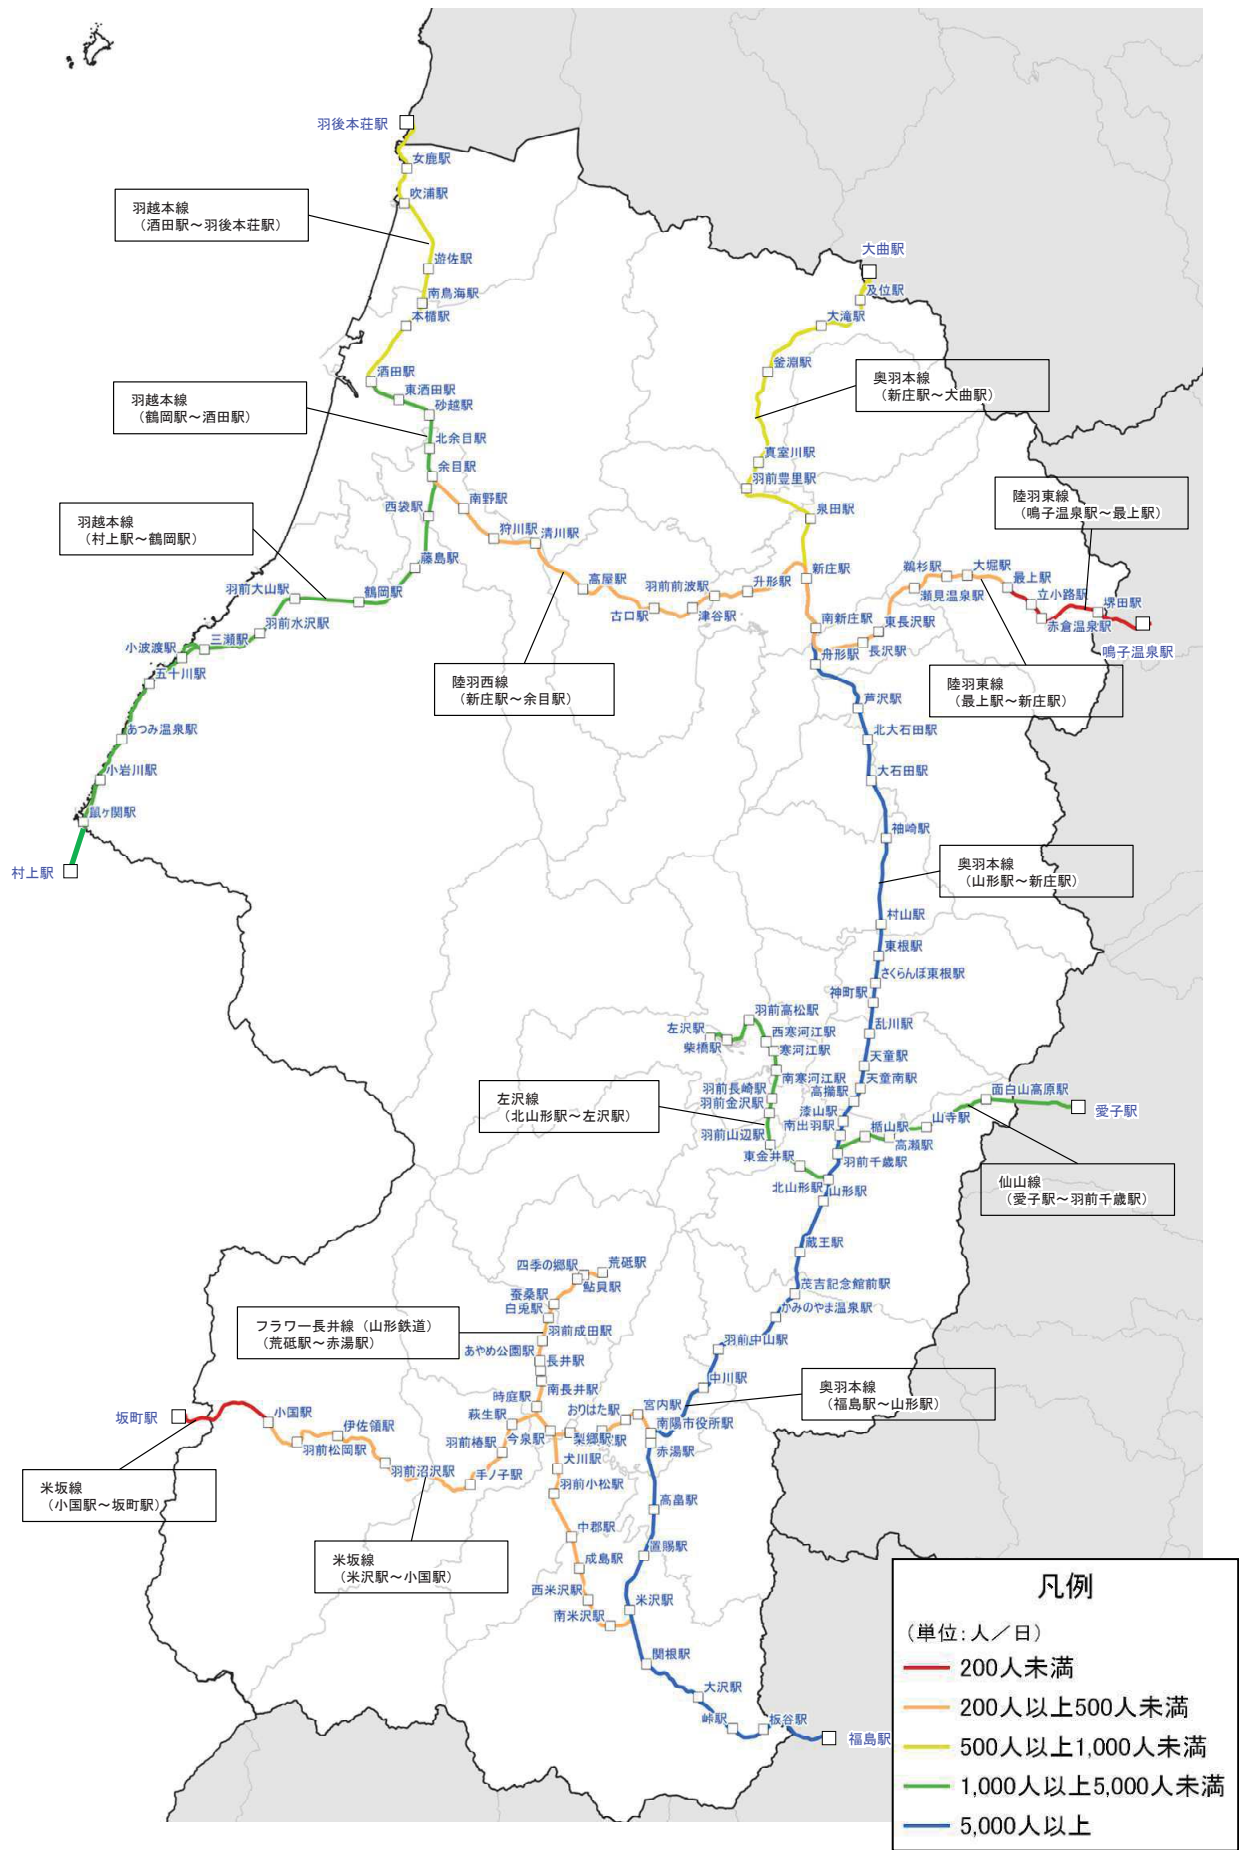 羽後本荘駅
女鹿駅
吹浦駅
羽越本線
（酒田駅～羽後本荘駅）
遊佐駅
南鳥海駅
本楯駅
大曲駅
及位駅
大滝駅
釜淵駅
奥羽本線
（新庄駅～大曲駅）
酒田駅
東酒田駅
砂越駅
羽越本線
（鶴岡駅～酒田駅）
北余目駅
余目駅
真室川駅
羽前豊里駅
泉田駅
陸羽東線
（鳴子温泉駅～最上駅）
南野駅
西袋駅
狩川駅
清川駅
羽越本線
（村上駅～鶴岡駅）
藤島駅
高屋駅
羽前前波駅
升形駅
新庄駅
鵜杉駅
大堀駅
最上駅
瀬見温泉駅
立小路駅
堺田駅
羽前大山駅
鶴岡駅
古口駅
津谷駅
南新庄駅
東長沢駅
赤倉温泉駅
羽前水沢駅
三瀬駅
小波渡駅
五十川駅
舟形駅
長沢駅
鳴子温泉駅
陸羽西線
（新庄駅～余目駅）
陸羽東線
（最上駅～新庄駅）
芦沢駅
あつみ温泉駅
北大石田駅
小岩川駅
大石田駅
鼠ヶ関駅
袖崎駅
村上駅
奥羽本線
（山形駅～新庄駅）
村山駅
東根駅
さくらんぼ東根駅
神町駅
羽前高松駅
左沢駅
柴橋駅
西寒河江駅
寒河江駅
乱川駅
天童駅
南寒河江駅
天童南駅
羽前長崎駅
高擶駅
羽前金沢駅
面白山高原駅
愛子駅
左沢線
（北山形駅～左沢駅）
漆山駅
南出羽駅
楯山駅
山寺駅
高瀬駅
羽前山辺駅
東金井駅
羽前千歳駅
北山形駅
山形駅
仙山線
（愛子駅～羽前千歳駅）
蔵王駅
四季の郷駅
荒砥駅
鮎貝駅
茂吉記念館前駅
かみのやま温泉駅
蚕桑駅
白兎駅
フラワー長井線（山形鉄道）
（荒砥駅～赤湯駅）
羽前成田駅
あやめ公園駅
長井駅
羽前中山駅
中川駅
南長井駅
時庭駅
奥羽本線
（福島駅～山形駅）
坂町駅
小国駅
伊佐領駅
羽前松岡駅
萩生駅
おりはた駅
宮内駅
南陽市役所駅
羽前椿駅
今泉駅
梨郷駅
駅
赤湯駅
羽前沼沢駅
手ノ子駅
犬川駅
羽前小松駅
米坂線
（小国駅～坂町駅）
高畠駅
中郡駅
置賜駅
米坂線
（米沢駅～小国駅）
成島駅
西米沢駅
南米沢駅
米沢駅
関根駅
大沢駅
峠駅
板谷駅
福島駅
凡例
（単位：人／日）
200人未満
200人以上500人未満
500人以上1,000人未満
1,000人以上5,000人未満
5,000人以上